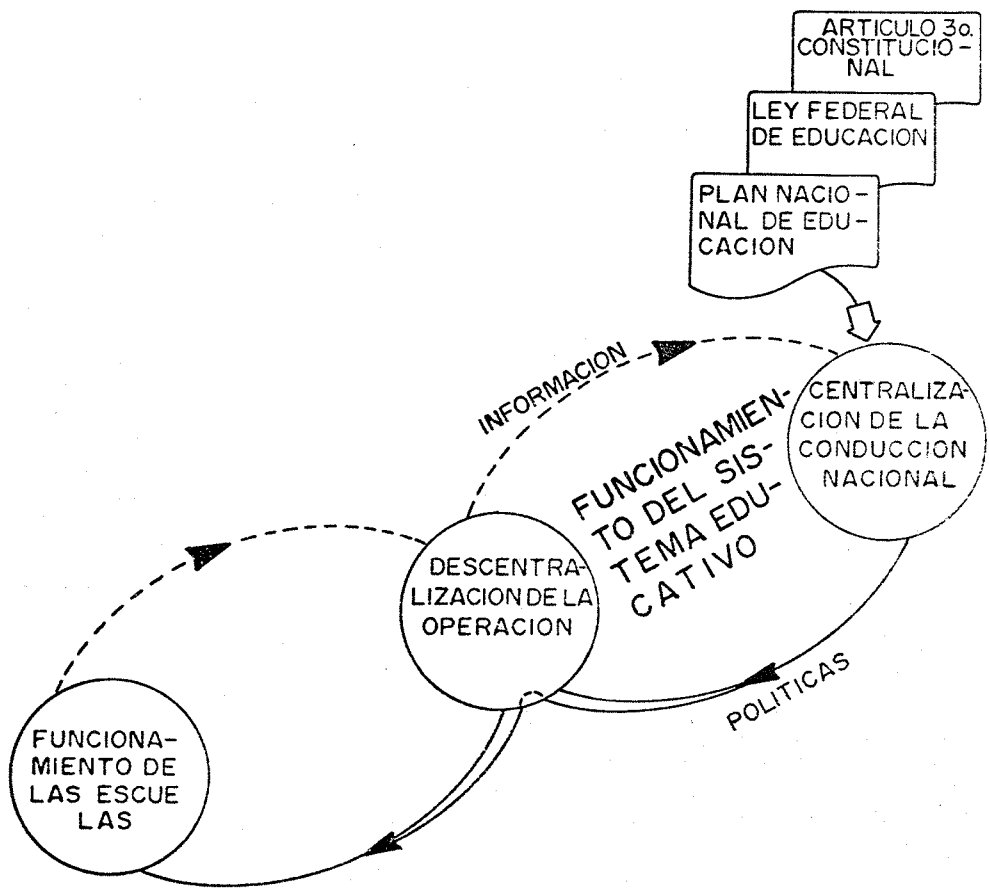 ARTICULO 3o.
CONSTITUCIO-
NAL
LEY FEDERAL
DE EDUCACION
PLAN NACIO-
NAL DE EDU-
CACION
INFORMACION
CENTRALIZA-
CION DE LA
CONDUCCION
NACIONAL
FUNCIONAMIEN-
TO DEL SIS-
TEMA EDU-
CATIVO
DESCENTRA-
LIZACION DE LA
OPERACION
POLITICAS
FUNCIONA-
MIENTO DE
LAS ESCUE
LAS